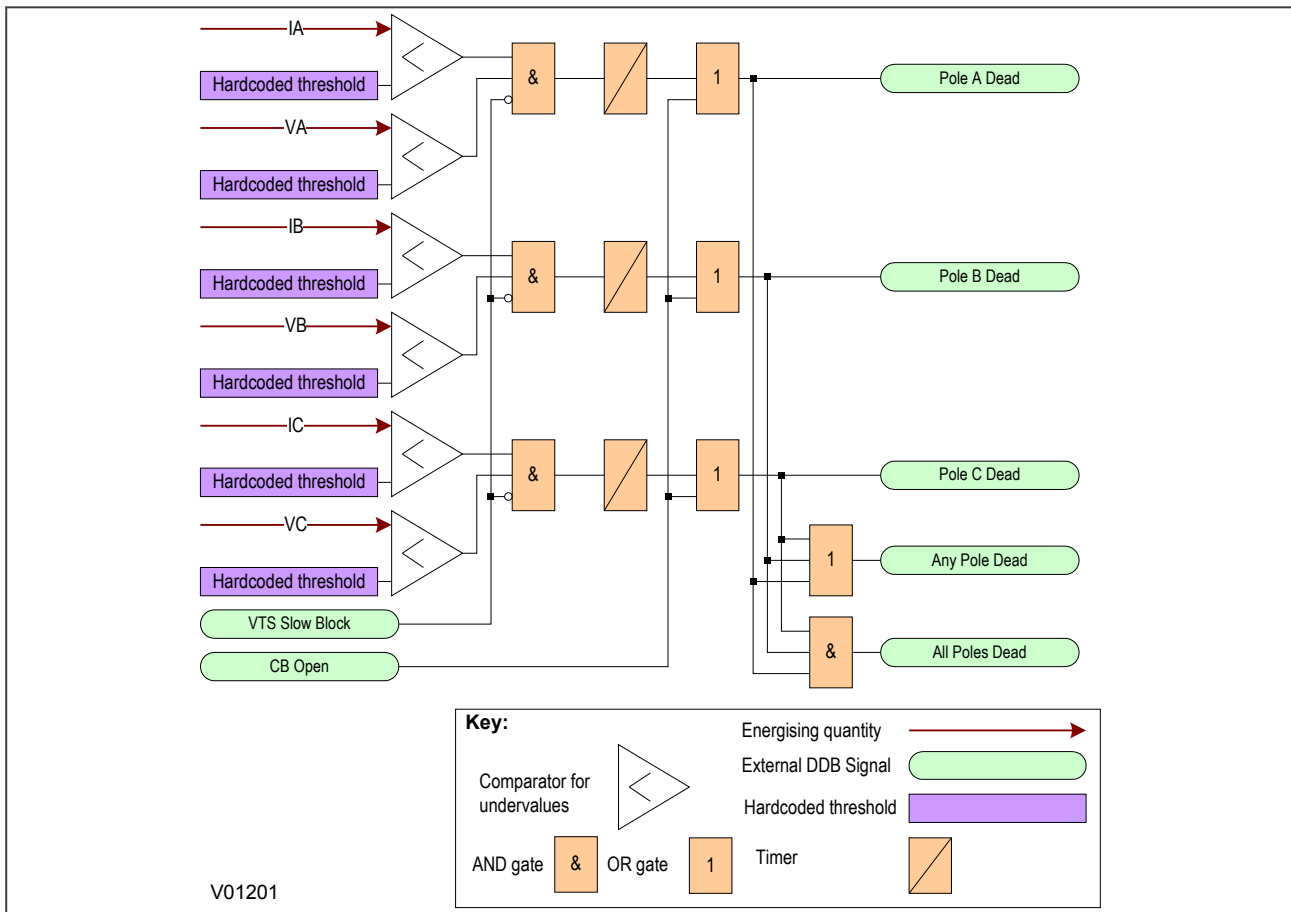 IA
Hardcoded threshold
&
1
Pole A Dead
VA
Hardcoded threshold
IB
Hardcoded threshold
&
1
Pole B Dead
VB
Hardcoded threshold
IC
Hardcoded threshold
&
1
Pole C Dead
VC
Hardcoded threshold
1
Any Pole Dead
VTS Slow Block
CB Open
&
All Poles Dead
Key:
Energising quantity
External DDB Signal
Comparator for
undervalues
Hardcoded threshold
AND gate
&
OR gate
1
Timer
V01201